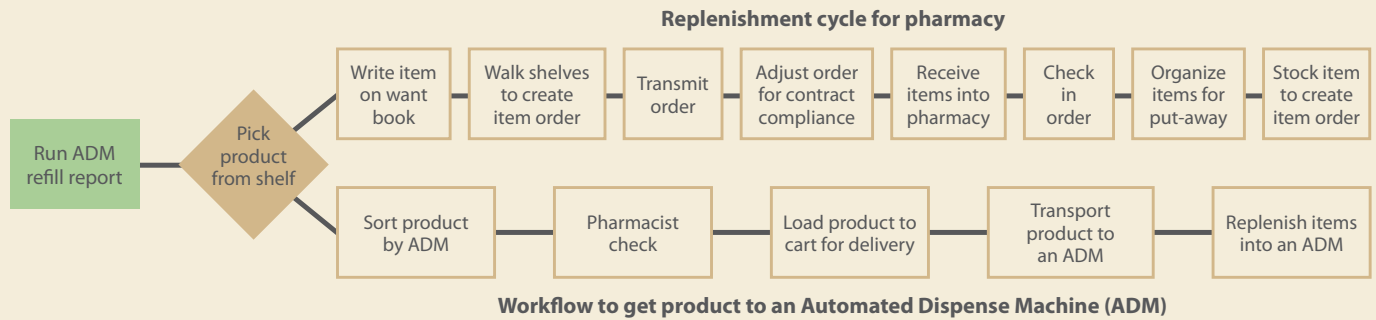 Replenishment cycle for pharmacy
Run ADM
refill report
Pick
product
from shelf
Write item
on want
book
Walk shelves
to create
item order
Transmit
order
Adjust order
for contract
compliance
Receive
items into
pharmacy
Check
in
order
Organize
items for
put-away
Stock item
to create
item order
Sort product
by ADM
Pharmacist
check
Load product to
cart for delivery
Transport
product to
an ADM
Replenish items
into an ADM
Workflow to get product to an Automated Dispense Machine (ADM)